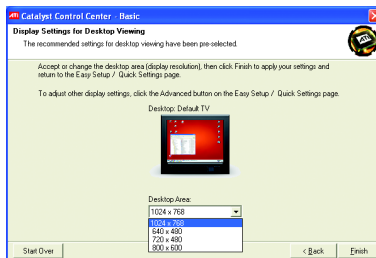 ATI Catalyst Control Center - Basic
Display Settings for Desktop Viewing
The recommended settings for desktop viewing have been pre-selected.
ATI
Accept or change the desktop area (display resolution), then click Finish to apply your settings and
return to the Easy Setup / Quick Settings page.
To adjust other display settings, click the Advanced button on the Easy Setup / Quick Settings page.
Desktop: Default TV
Desktop Area:
1024 x 768
1024 x 768
640 x 480
720 x 480
800 x 600
Start Over
< Back
Finish